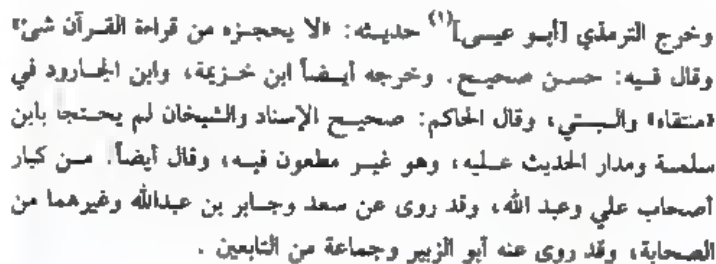 وخرج الترمذي [أبو عيسى](١) حديثه: «لا يحجزه من قراءة القرآن شئ»
وقال فيه: حسن صحيح. وخرجه أيضاً ابن خزيمة، وابن الجارود في
«منتقاه» والبستي، وقال الحاكم: صحيح الإسناد والشيخان لم يحتجا بابن
سلمة ومدار الحديث عليه، وهو غير مطعون فيه، وقال أيضاً. من كبار
أصحاب علي وعبد الله، وقد روى عن سعد وجابر بن عبدالله وغيرهما من
الصحابة، وقد روى عنه أبو الزبير وجماعة من التابعين.